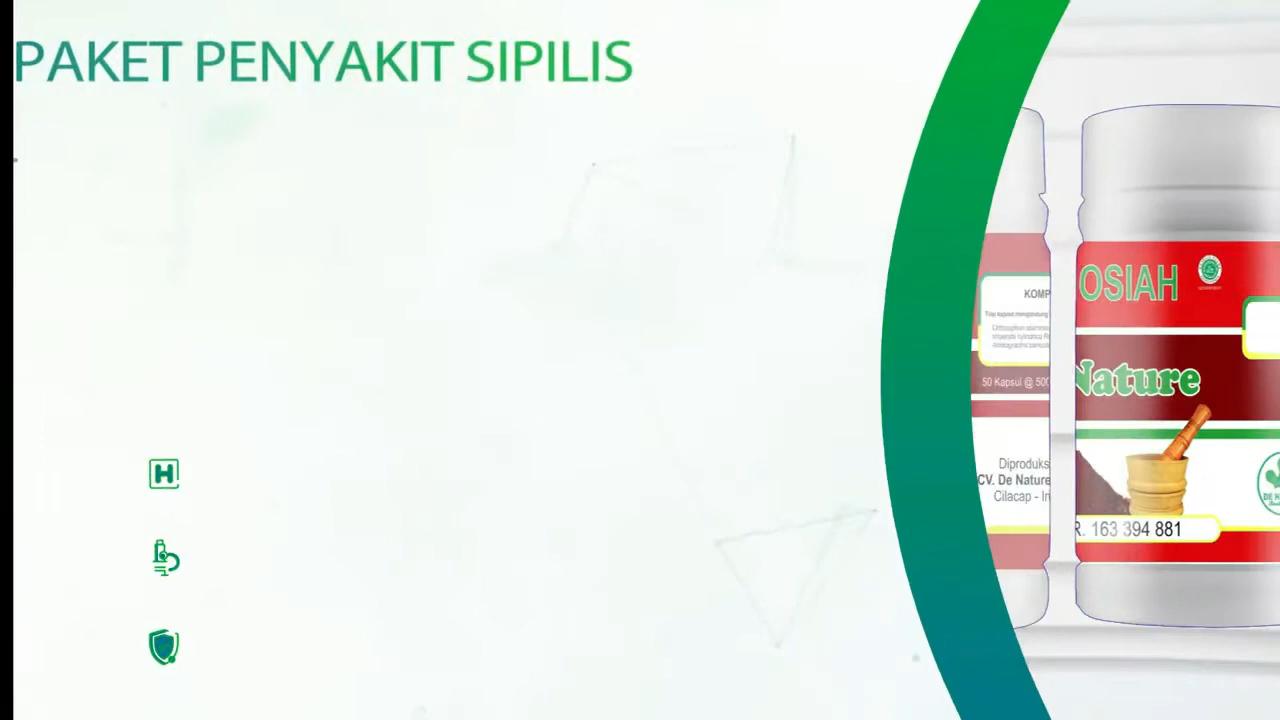 PAKET PENYAKIT SIPILIS
KOMP
50 Kapsul @ 500
Diproduks
CV. De Nature
Cilacap - In
OSIAH
Nature
R. 163 394 881